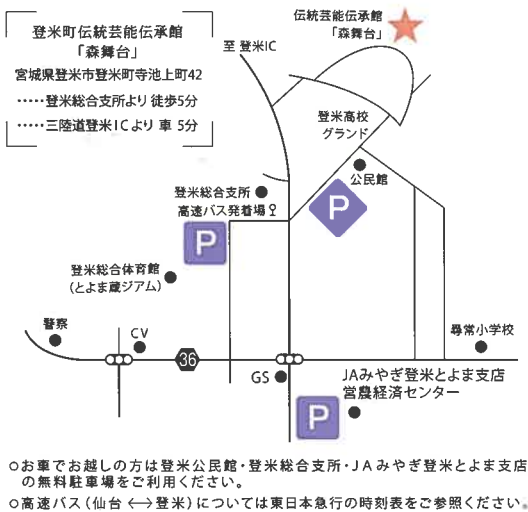 登米町伝統芸能伝承館
「森舞台」
宮城県登米市登米町寺池上町42
……登米総合支所より 徒歩5分
……三陸道登米ICより 車 5分
至 登米IC
伝統芸能伝承館
「森舞台」
登米高校
グランド
公民館
P
登米総合支所
高速バス発着場
P
登米総合体育館
(とよま蔵ジアム)
警察
CV
36
尋常小学校
GS
JAみやぎ登米とよま支店
営農経済センター
P
○お車でお越しの方は登米公民館・登米総合支所・JAみやぎ登米とよま支店
の無料駐車場をご利用ください。
○高速バス(仙台⟷登米)については東日本急行の時刻表をご参照ください。